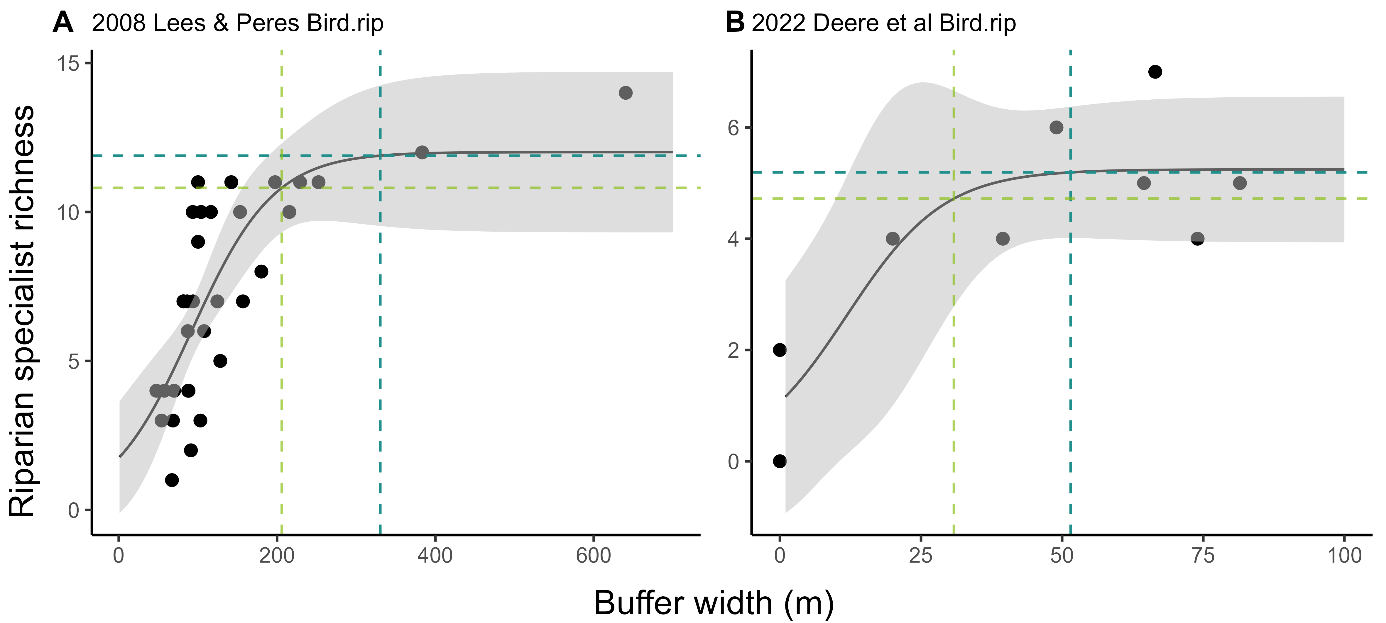 A 2008 Lees & Peres Bird.rip
B 2022 Deere et al Bird.rip
Riparian specialist richness
15
10
5
0
0 200 400 600
6
4
2
0
0 25 50 75 100
Buffer width (m)